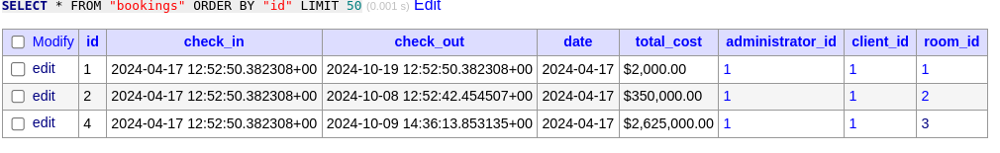 SELECT * FROM "bookings" ORDER BY "id" LIMIT 50 (0.001 s) Edit
Modify id check_in check_out date total_cost administrator_id client_id room_id
edit 1 2024-04-17 12:52:50.382308+00 2024-10-19 12:52:50.382308+00 2024-04-17 $2,000.00 1 1 1
edit 2 2024-04-17 12:52:50.382308+00 2024-10-08 12:52:42.454507+00 2024-04-17 $350,000.00 1 1 2
edit 4 2024-04-17 12:52:50.382308+00 2024-10-09 14:36:13.853135+00 2024-04-17 $2,625,000.00 1 1 3